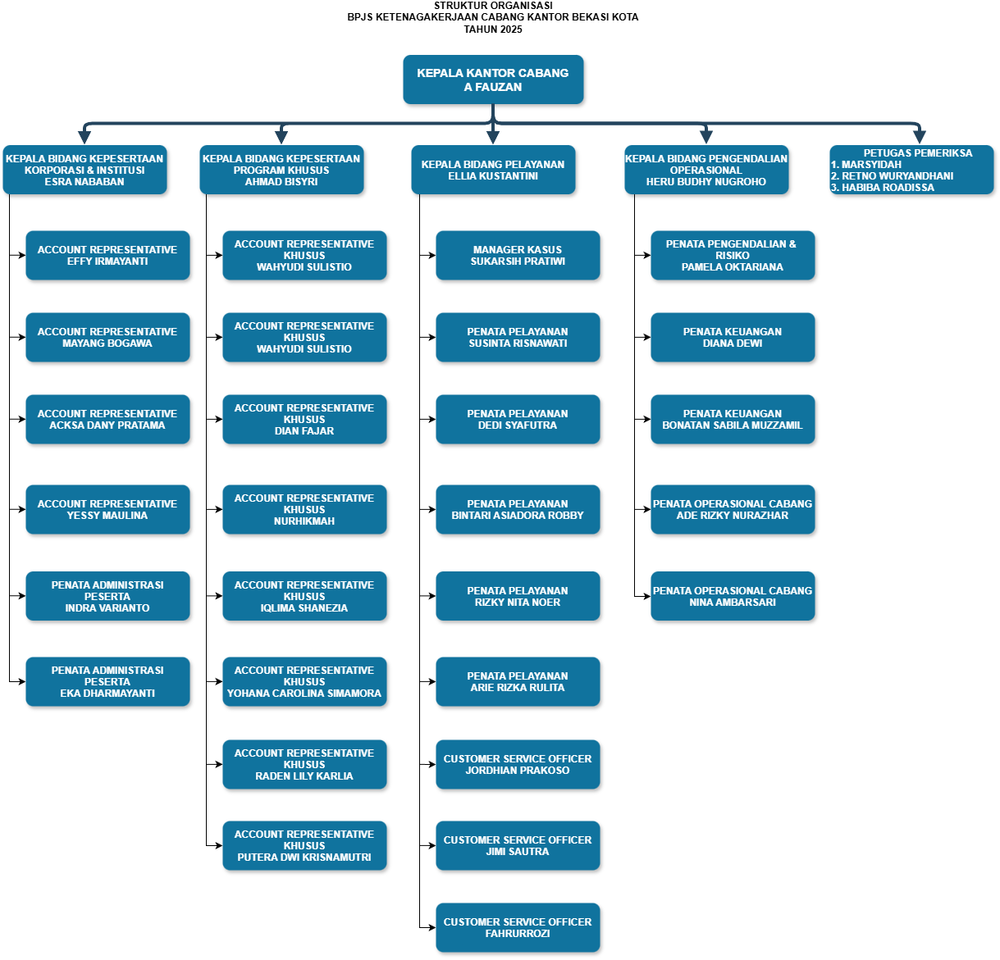 STRUKTUR ORGANISASI
BPJS KETENAGAKERJAAN CABANG KANTOR BEKASI KOTA
TAHUN 2025
KEPALA KANTOR CABANG
A FAUZAN
KEPALA BIDANG KEPESERTAAN
KORPORASI & INSTITUSI
ESRA NABABAN
KEPALA BIDANG KEPESERTAAN
PROGRAM KHUSUS
AHMAD BISYRI
KEPALA BIDANG PELAYANAN
ELLIA KUSTANTINI
KEPALA BIDANG PENGENDALIAN
OPERASIONAL
HERU BUDHY NUGROHO
PETUGAS PEMERIKSA
1. MARSYIDAH
2. RETNO WURYANDHANI
3. HABIBA ROADISSA
ACCOUNT REPRESENTATIVE
EFFY IRMAYANTI
ACCOUNT REPRESENTATIVE
MAYANG BOGAWA
ACCOUNT REPRESENTATIVE
ACKSA DANY PRATAMA
ACCOUNT REPRESENTATIVE
YESSY MAULINA
PENATA ADMINISTRASI
PESERTA
INDRA VARIANTO
PENATA ADMINISTRASI
PESERTA
EKA DHARMAYANTI
ACCOUNT REPRESENTATIVE
KHUSUS
WAHYUDI SULISTIO
ACCOUNT REPRESENTATIVE
KHUSUS
WAHYUDI SULISTIO
ACCOUNT REPRESENTATIVE
KHUSUS
DIAN FAJAR
ACCOUNT REPRESENTATIVE
KHUSUS
NURHIKMAH
ACCOUNT REPRESENTATIVE
KHUSUS
IQLIMA SHANEZIA
ACCOUNT REPRESENTATIVE
KHUSUS
YOHANA CAROLINA SIMAMORA
ACCOUNT REPRESENTATIVE
KHUSUS
RADEN LILY KARLIA
ACCOUNT REPRESENTATIVE
KHUSUS
PUTERA DWI KRISNAMUTRI
MANAGER KASUS
SUKARSIH PRATIWI
PENATA PELAYANAN
SUSINTA RISNAWATI
PENATA PELAYANAN
DEDI SYAFUTRA
PENATA PELAYANAN
BINTARI ASIADORA ROBBY
PENATA PELAYANAN
RIZKY NITA NOER
PENATA PELAYANAN
ARIE RIZKA RULITA
CUSTOMER SERVICE OFFICER
JORDHIAN PRAKOSO
CUSTOMER SERVICE OFFICER
JIMI SAUTRA
CUSTOMER SERVICE OFFICER
FAHRURROZI
PENATA PENGENDALIAN &
RISIKO
PAMELA OKTARIANA
PENATA KEUANGAN
DIANA DEWI
PENATA KEUANGAN
BONATAN SABILA MUZZAMIL
PENATA OPERASIONAL CABANG
ADE RIZKY NURAZHAR
PENATA OPERASIONAL CABANG
NINA AMBARSARI